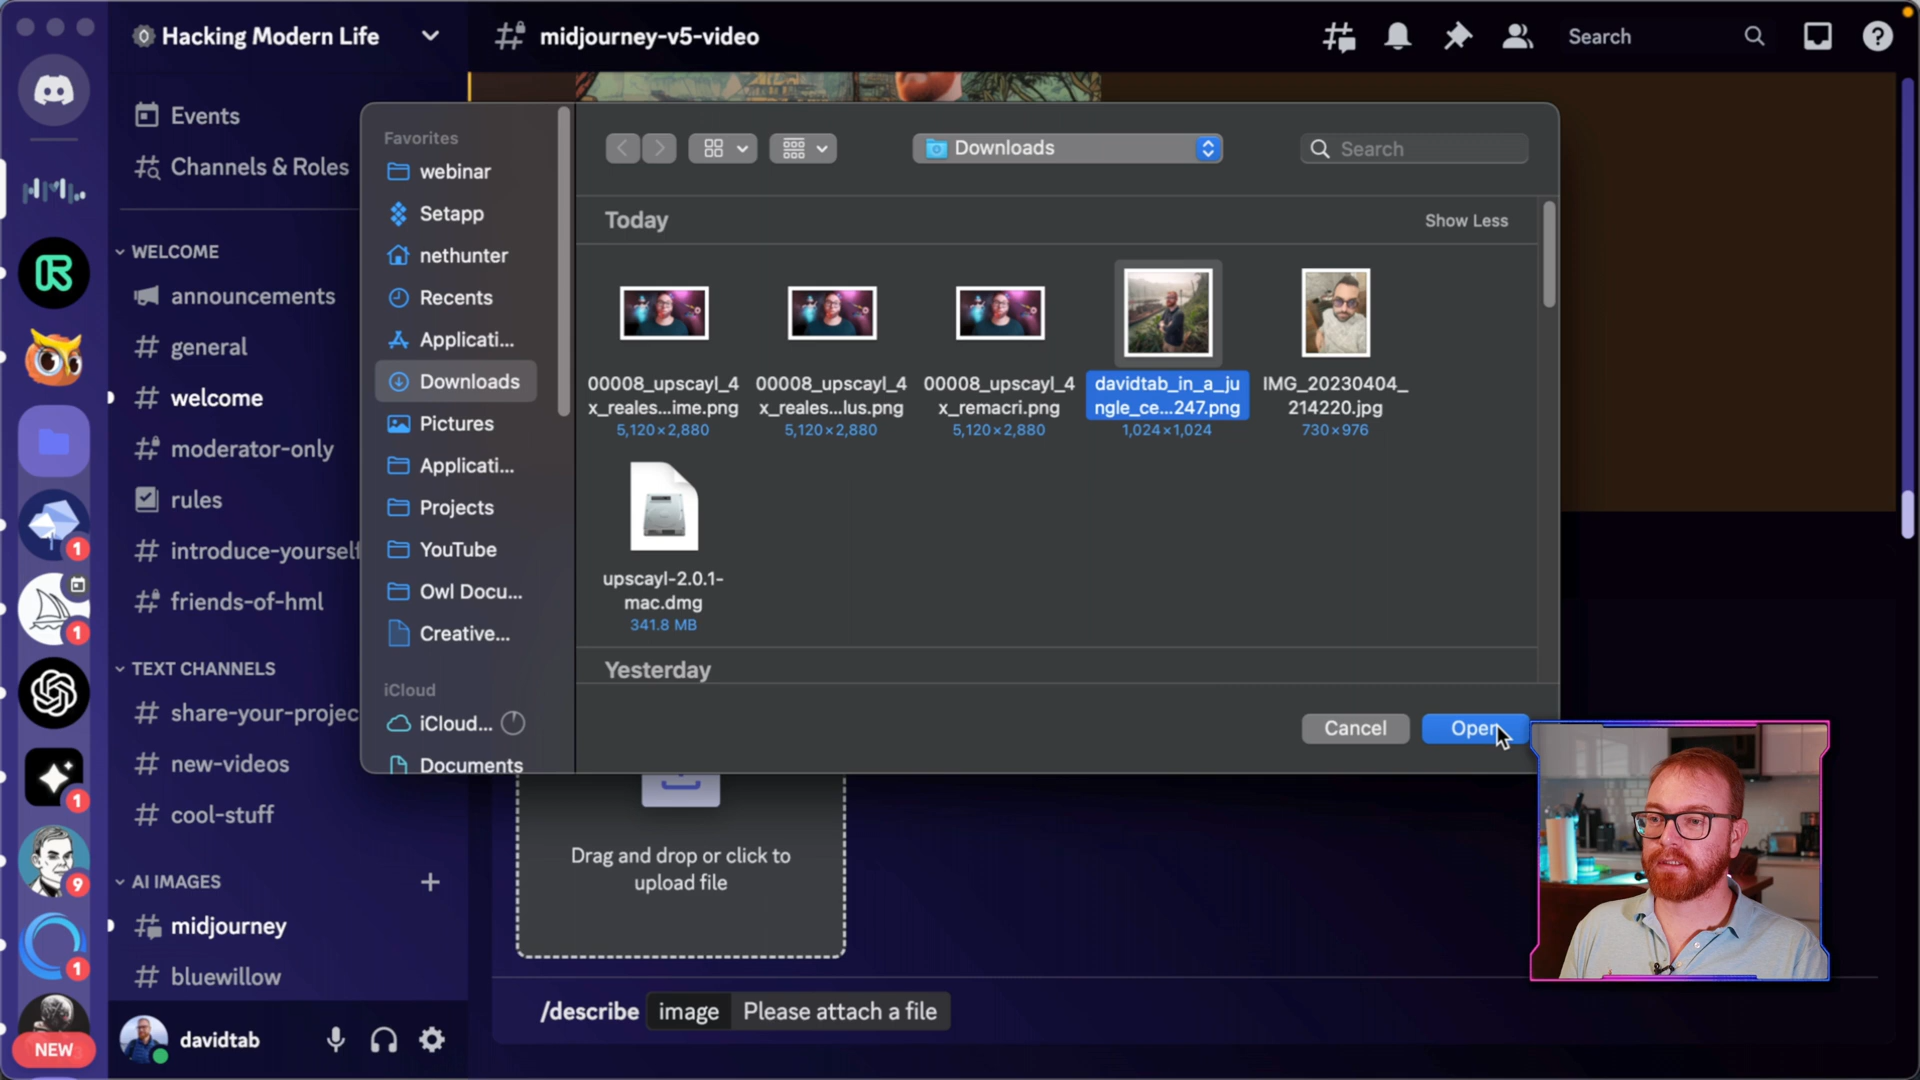 Hacking Modern Life
midjourney-v5-video
Search
Events
Channels & Roles
WELCOME
announcements
general
welcome
moderator-only
rules
introduce-yourself
friends-of-hml
TEXT CHANNELS
share-your-projec
new-videos
cool-stuff
AI IMAGES
midjourney
bluewillow
davidtab
1
1
1
9
1
NEW
Favorites
webinar
Setapp
nethunter
Recents
Applicati...
Downloads
Pictures
Applicati...
Projects
YouTube
Owl Docu...
Creative...
iCloud
iCloud...
Documents
Downloads
Search
Today
Show Less
00008_upscayl_4
x_reales...ime.png
5,120×2,880
00008_upscayl_4
x_reales...lus.png
5,120×2,880
00008_upscayl_4
x_remacri.png
5,120×2,880
davidtab_in_a_ju
ngle_ce...247.png
1,024×1,024
IMG_20230404_
214220.jpg
730×976
upscayl-2.0.1-
mac.dmg
341.8 MB
Yesterday
Cancel
Open
Drag and drop or click to
upload file
/describe image Please attach a file